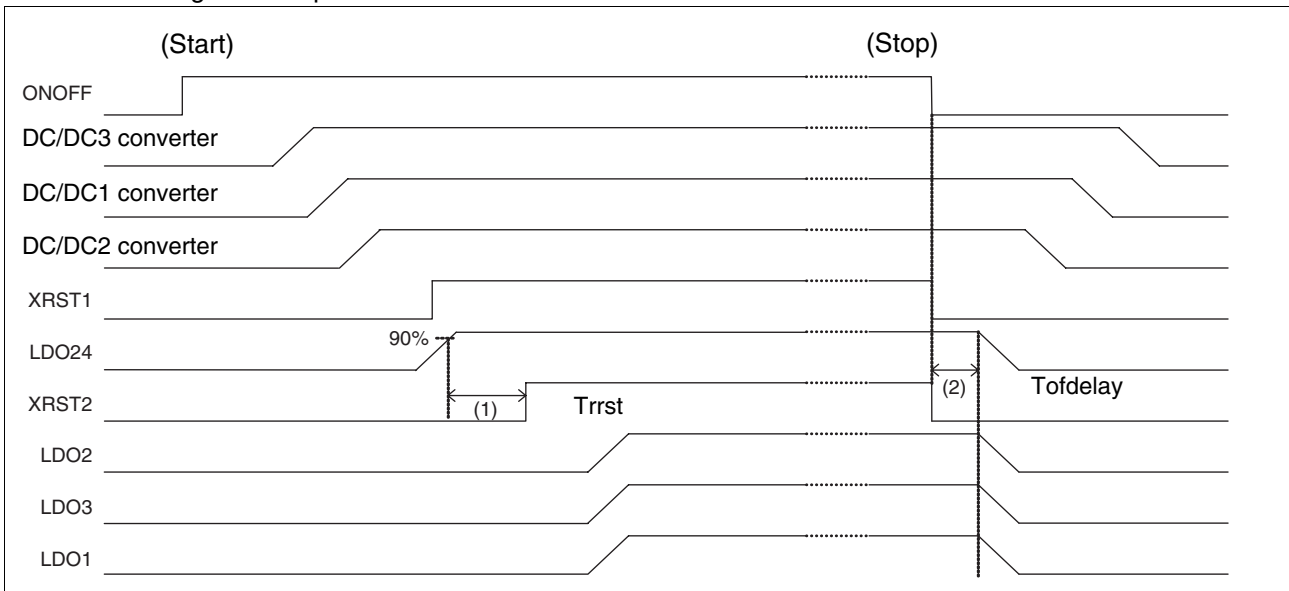 (Start) (Stop)
ONOFF
DC/DC3 converter
DC/DC1 converter
DC/DC2 converter
XRST1
90%
LDO24
XRST2 (1) Trrst (2) Tofdelay
LDO2
LDO3
LDO1